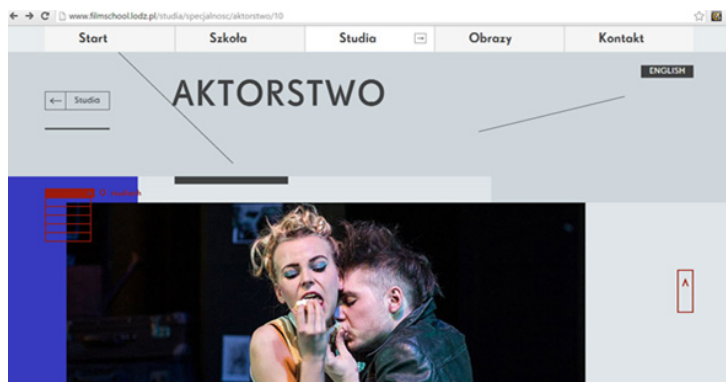 www.filmschool.lodz.pl/studia/specjalnosc/aktorstwo/10
Start Szkoła Studia Obrazy Kontakt
ENGLISH
Studia
AKTORSTWO